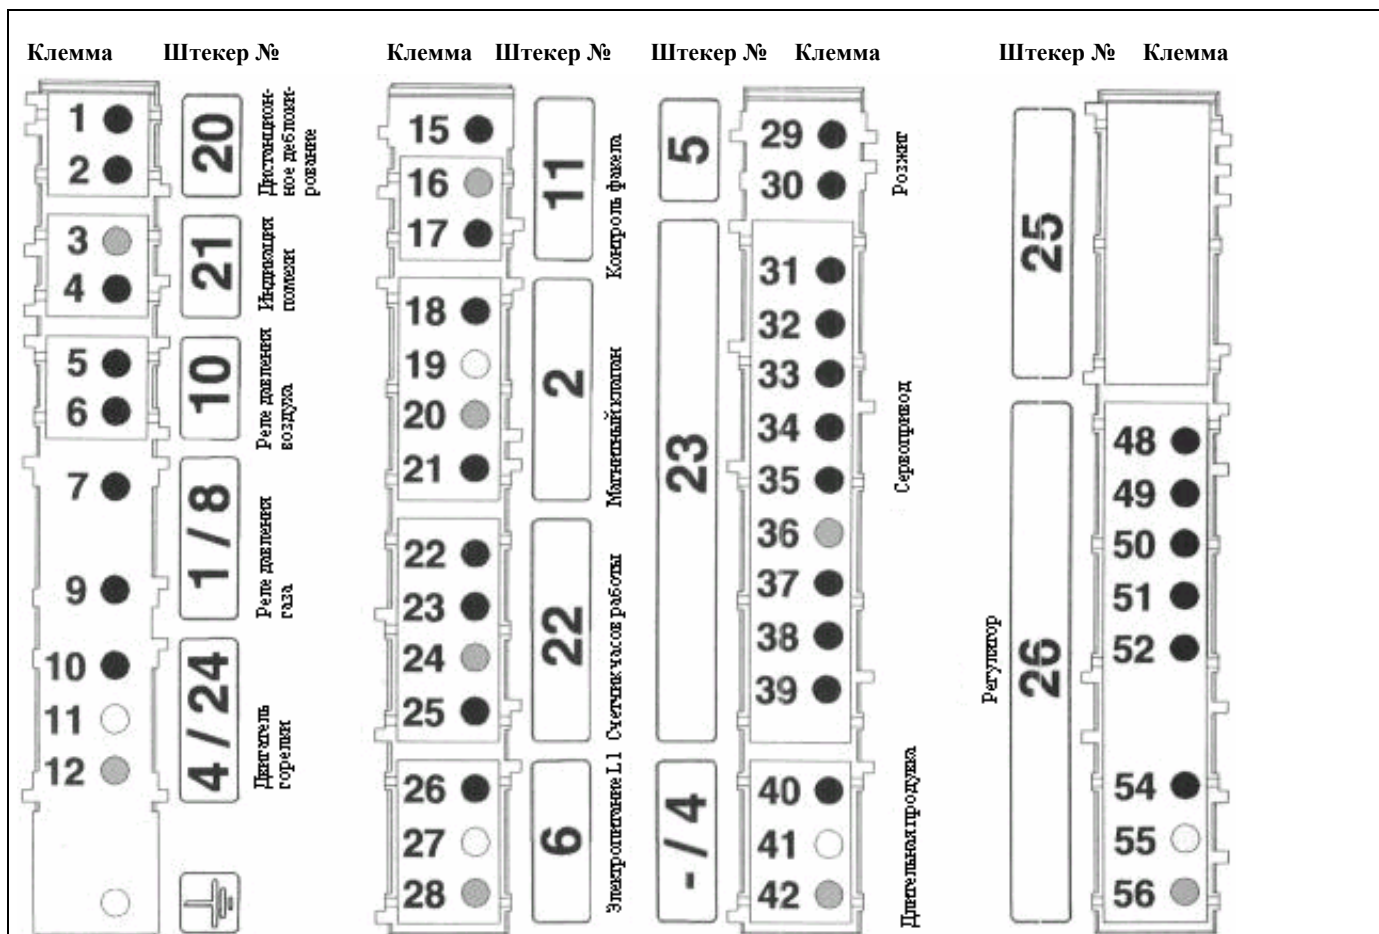 Клемма Штекер № Клемма Штекер № Штекер № Клемма Штекер № Клемма
1
2
20
Дистанцион-
ное деблоки-
рование
3
4
21
Индикация
помехи
5
6
10
Реле давления
воздуха
7
9
1 / 8
Реле давления
газа
10
11
12
4 / 24
Двигатель
горелки
15
16
17
11
Контроль факела
18
19
20
21
2
Магнитный клапан
22
23
24
25
22
Счетчик часов работы
26
27
28
6
Электропитание L1
5
29
30
Розжиг
23
31
32
33
34
35
36
37
38
39
Сервопривод
- / 4
40
41
42
Длительная продувка
25
Регулятор
26
48
49
50
51
52
54
55
56